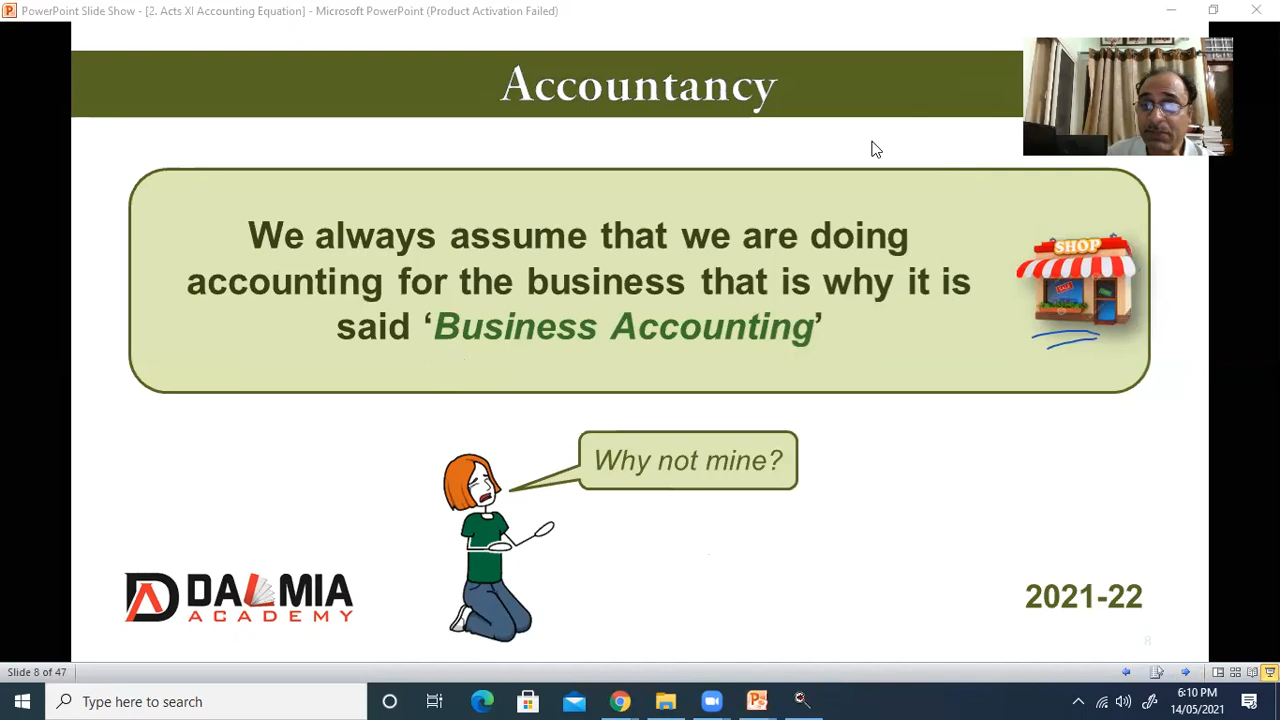 PowerPoint Slide Show - [2. Acts XI Accounting Equation] - Microsoft PowerPoint (Product Activation Failed)
Accountancy
We always assume that we are doing
accounting for the business that is why it is
said ‘Business Accounting’
SHOP
SALE
Why not mine?
DALMIA
ACADEMY
2021-22
8
Slide 8 of 47
Type here to search
6:10 PM
14/05/2021